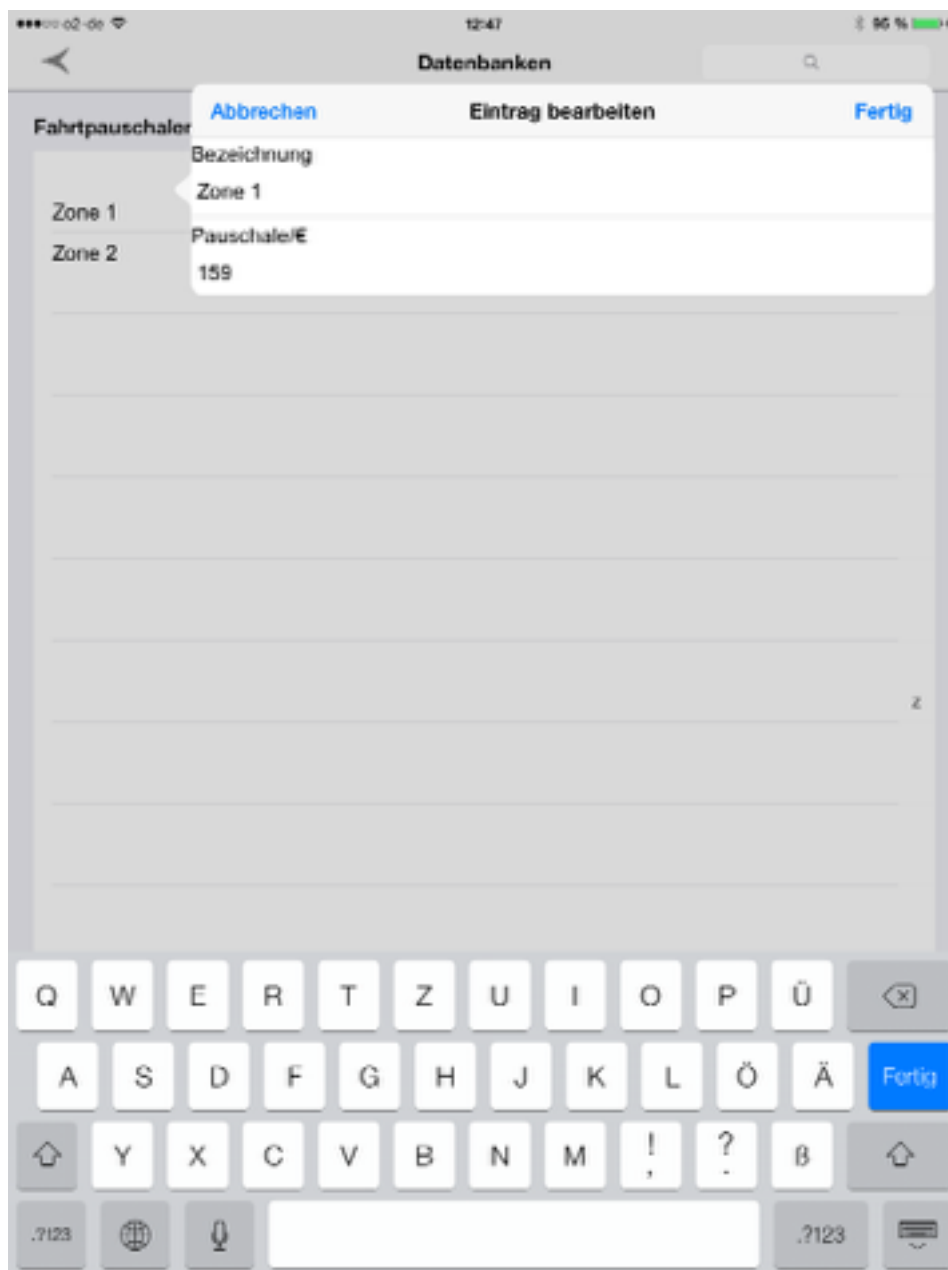 o2-de
12:47
95 %
Datenbanken
Fahrtpauschalen
Abbrechen
Eintrag bearbeiten
Fertig
Bezeichnung
Zone 1
Pauschale/€
159
Zone 1
Zone 2
Z
Q W E R T Z U I O P Ü
A S D F G H J K L Ö Ä Fertig
Y X C V B N M ! , ? . ß
.?123 .?123